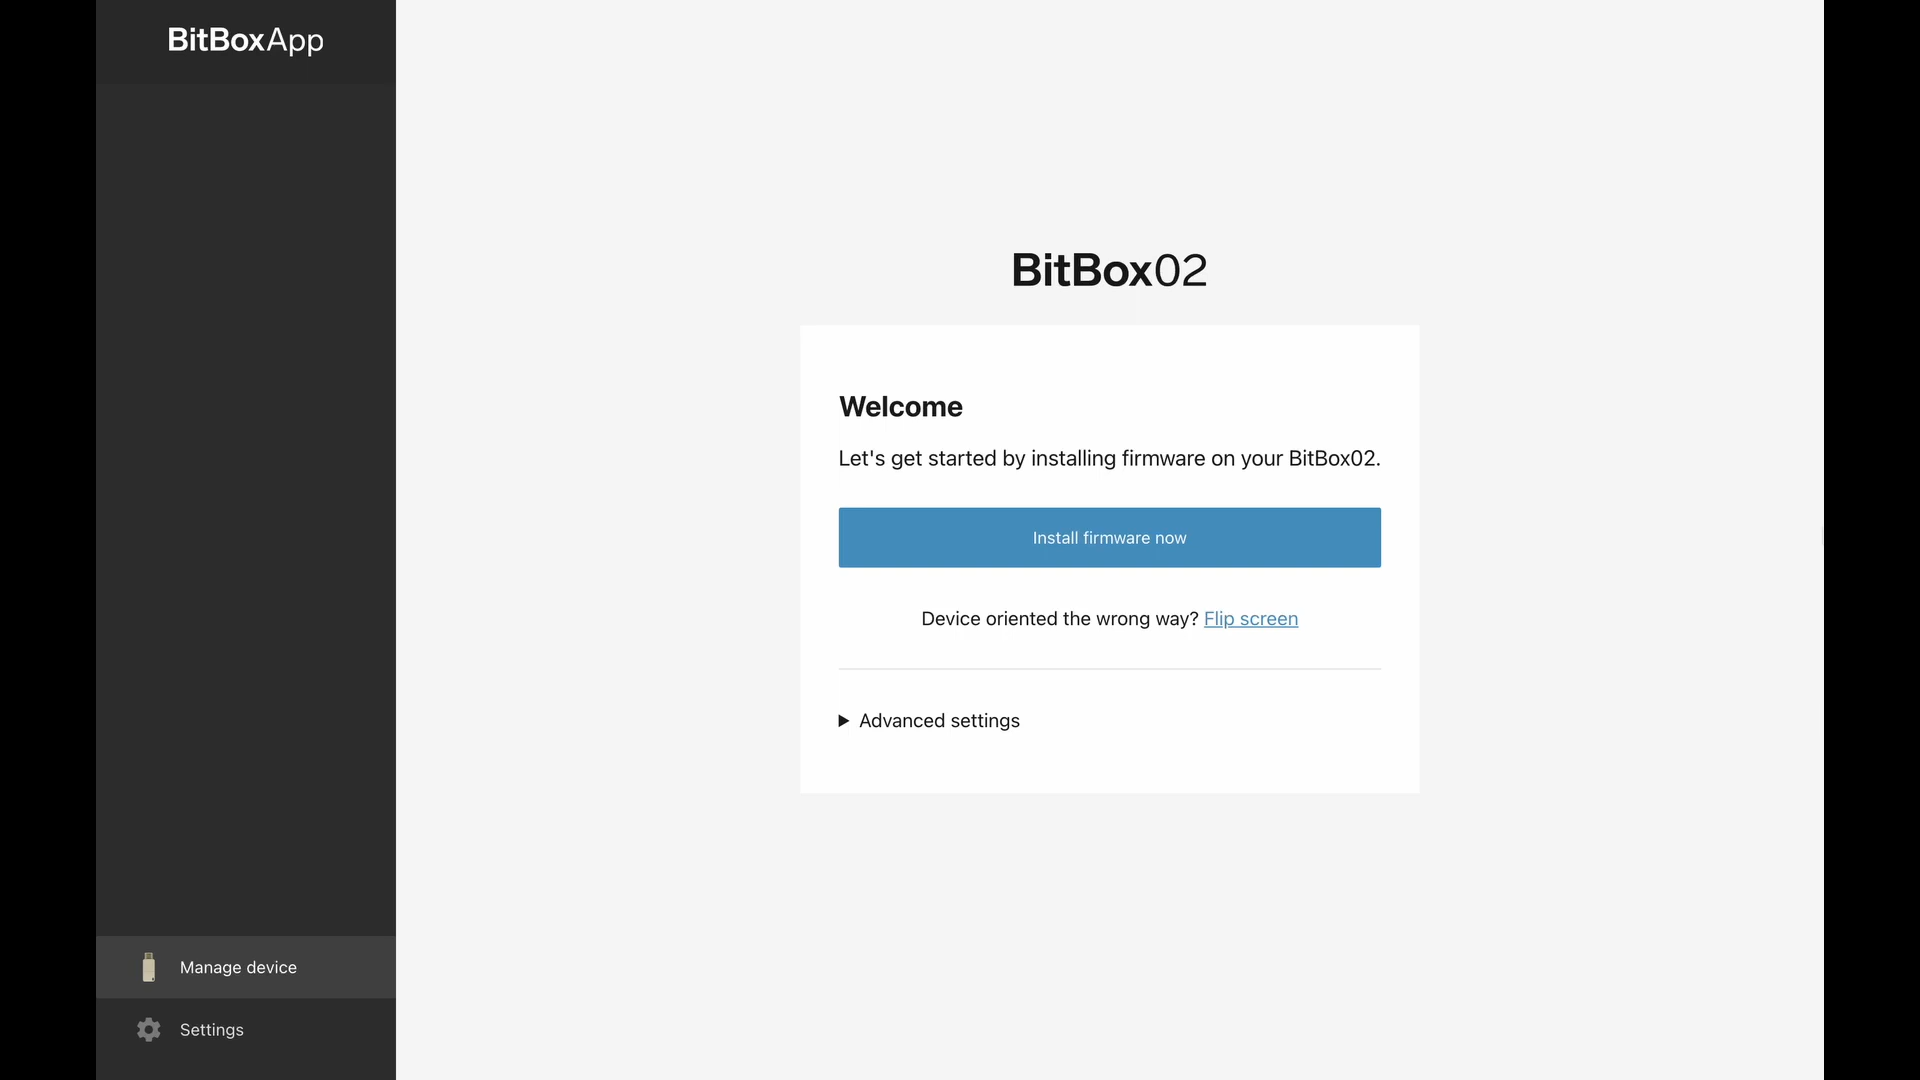 BitBoxApp
BitBox02
Welcome
Let's get started by installing firmware on your BitBox02.
Install firmware now
Device oriented the wrong way? Flip screen
Advanced settings
Manage device
Settings